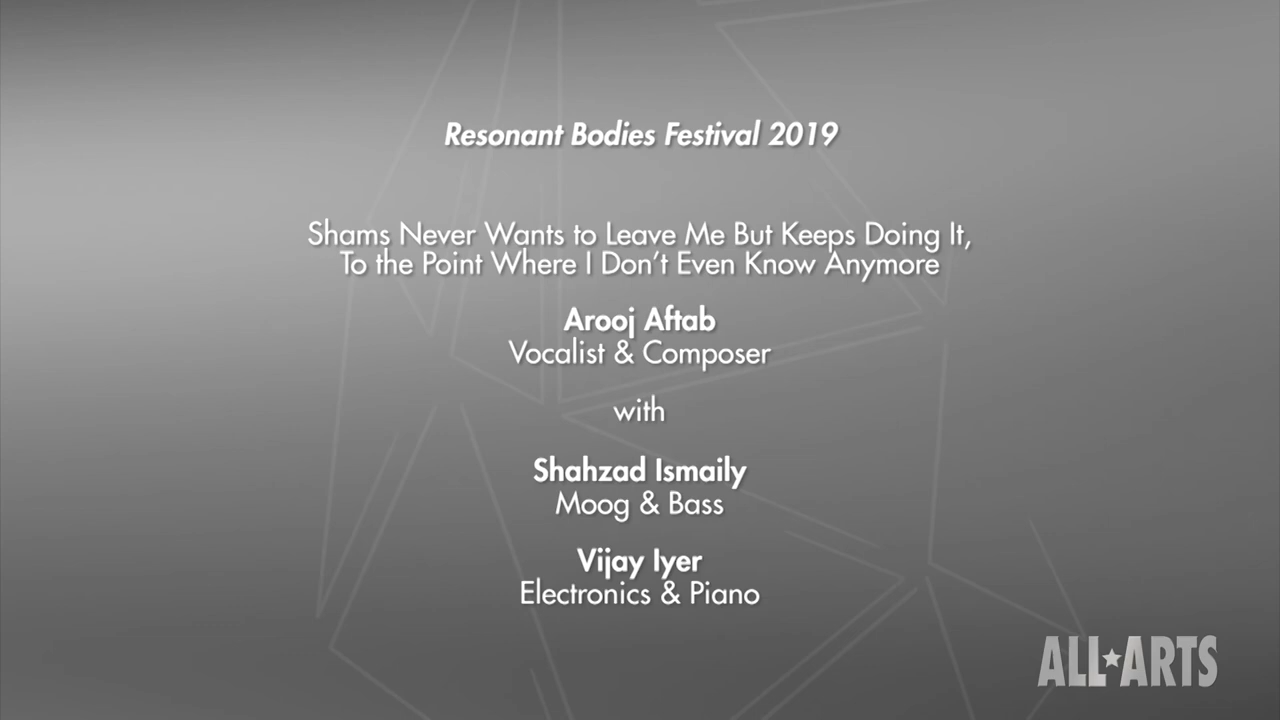 Resonant Bodies Festival 2019
Shams Never Wants to Leave Me But Keeps Doing It,
To the Point Where I Don't Even Know Anymore
Arooj Aftab
Vocalist & Composer
with
Shahzad Ismaily
Moog & Bass
Vijay Iyer
Electronics & Piano
ALL★ARTS